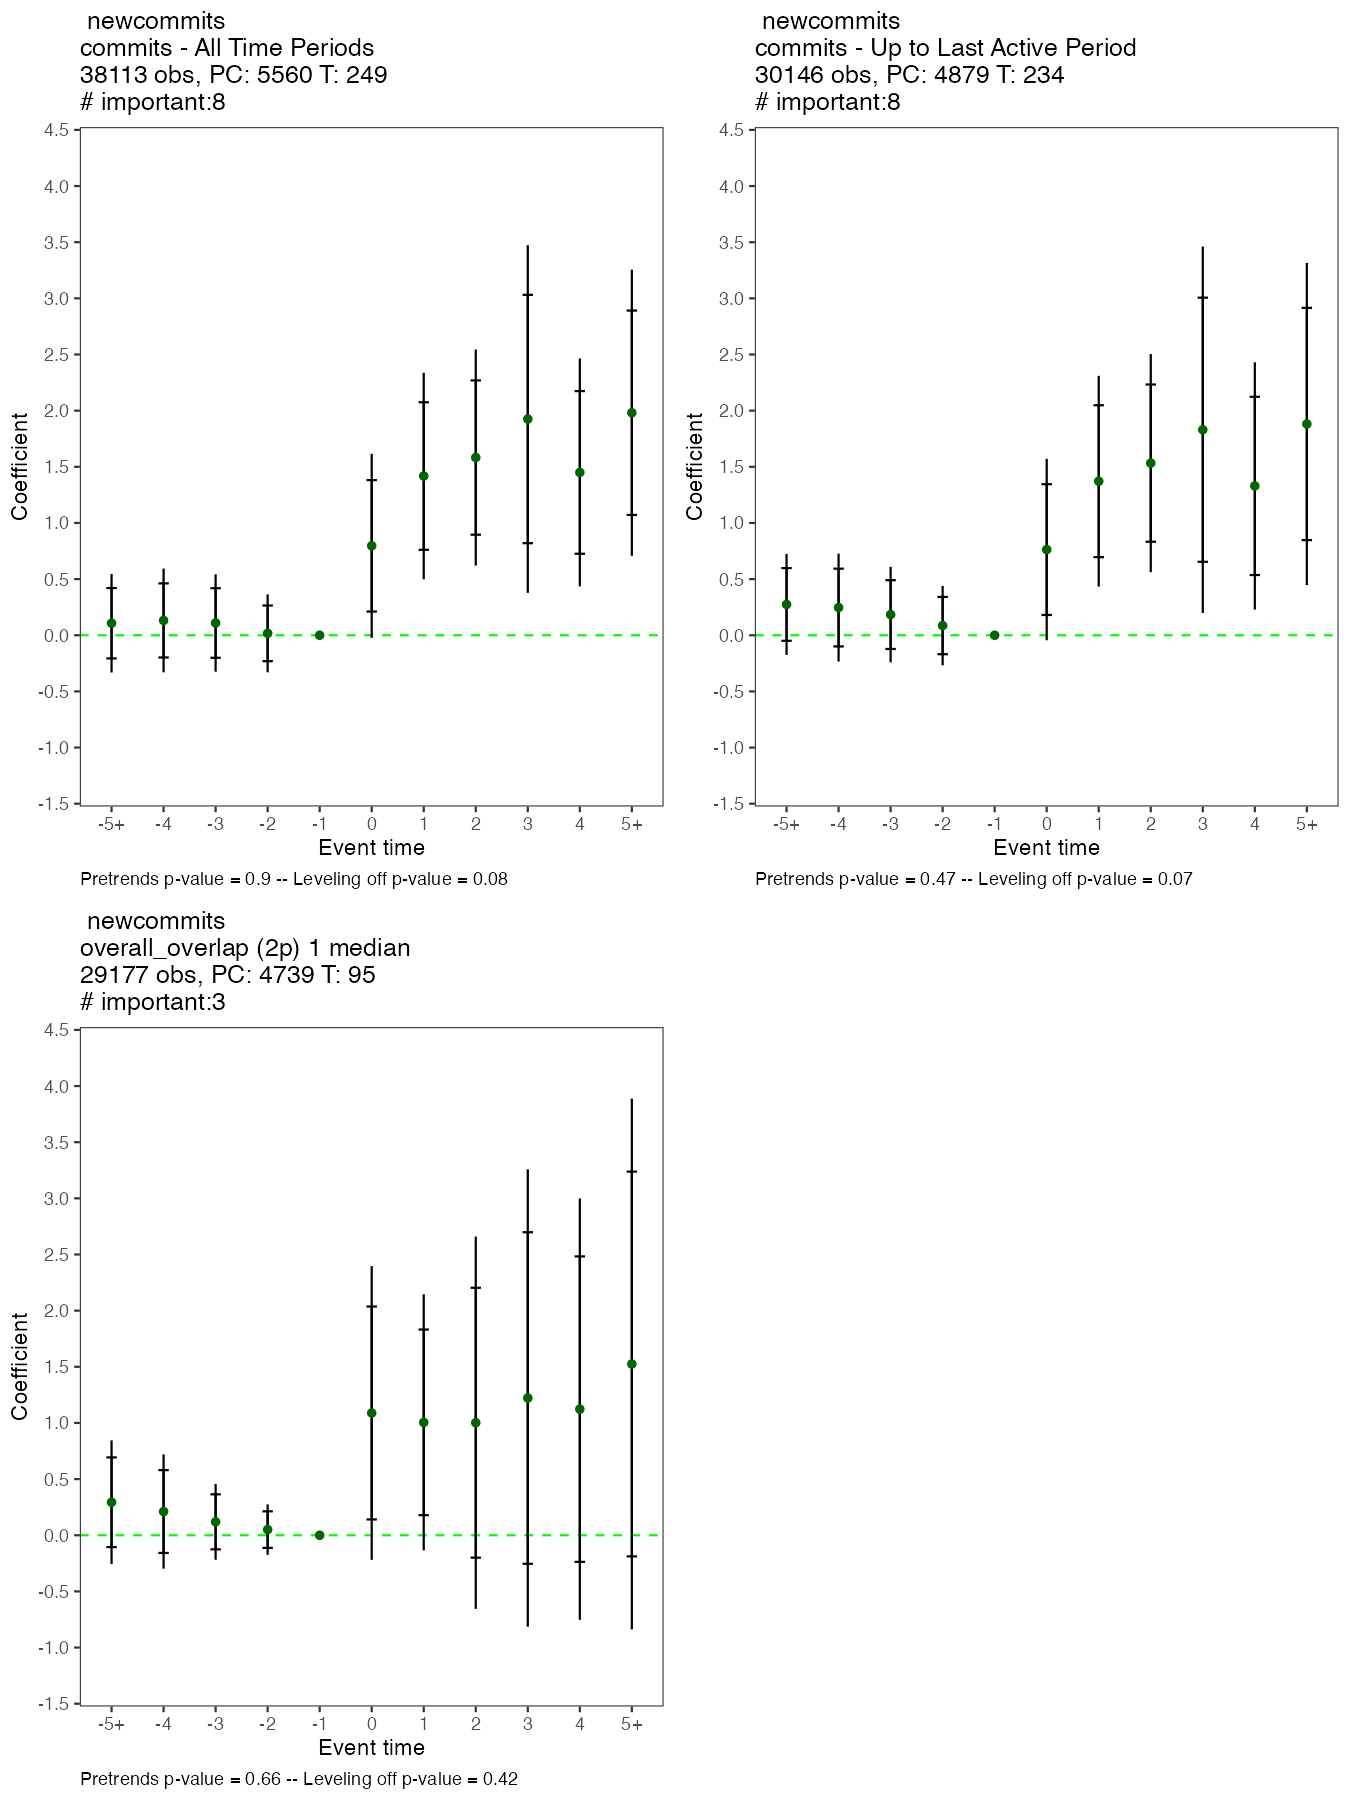 newcommits
commits - All Time Periods
38113 obs, PC: 5560 T: 249
# important:8
4.5
4.0
3.5
3.0
2.5
2.0
1.5
1.0
0.5
0.0
-0.5
-1.0
-1.5
Coefficient
-5+ -4 -3 -2 -1 0 1 2 3 4 5+
Event time
Pretrends p-value = 0.9 -- Leveling off p-value = 0.08
newcommits
commits - Up to Last Active Period
30146 obs, PC: 4879 T: 234
# important:8
4.5
4.0
3.5
3.0
2.5
2.0
1.5
1.0
0.5
0.0
-0.5
-1.0
-1.5
Coefficient
-5+ -4 -3 -2 -1 0 1 2 3 4 5+
Event time
Pretrends p-value = 0.47 -- Leveling off p-value = 0.07
newcommits
overall_overlap (2p) 1 median
29177 obs, PC: 4739 T: 95
# important:3
4.5
4.0
3.5
3.0
2.5
2.0
1.5
1.0
0.5
0.0
-0.5
-1.0
-1.5
Coefficient
-5+ -4 -3 -2 -1 0 1 2 3 4 5+
Event time
Pretrends p-value = 0.66 -- Leveling off p-value = 0.42